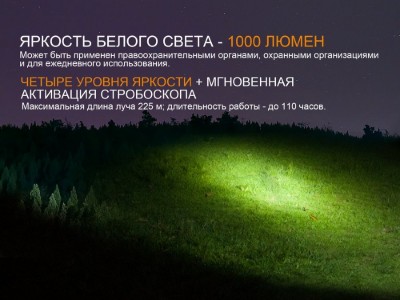 ЯРКОСТЬ БЕЛОГО СВЕТА - 1000 ЛЮМЕН
Может быть применен правоохранительными органами, охранными организациями
и для ежедневного использования.
ЧЕТЫРЕ УРОВНЯ ЯРКОСТИ + МГНОВЕННАЯ
АКТИВАЦИЯ СТРОБОСКОПА
Максимальная длина луча 225 м; длительность работы - до 110 часов.